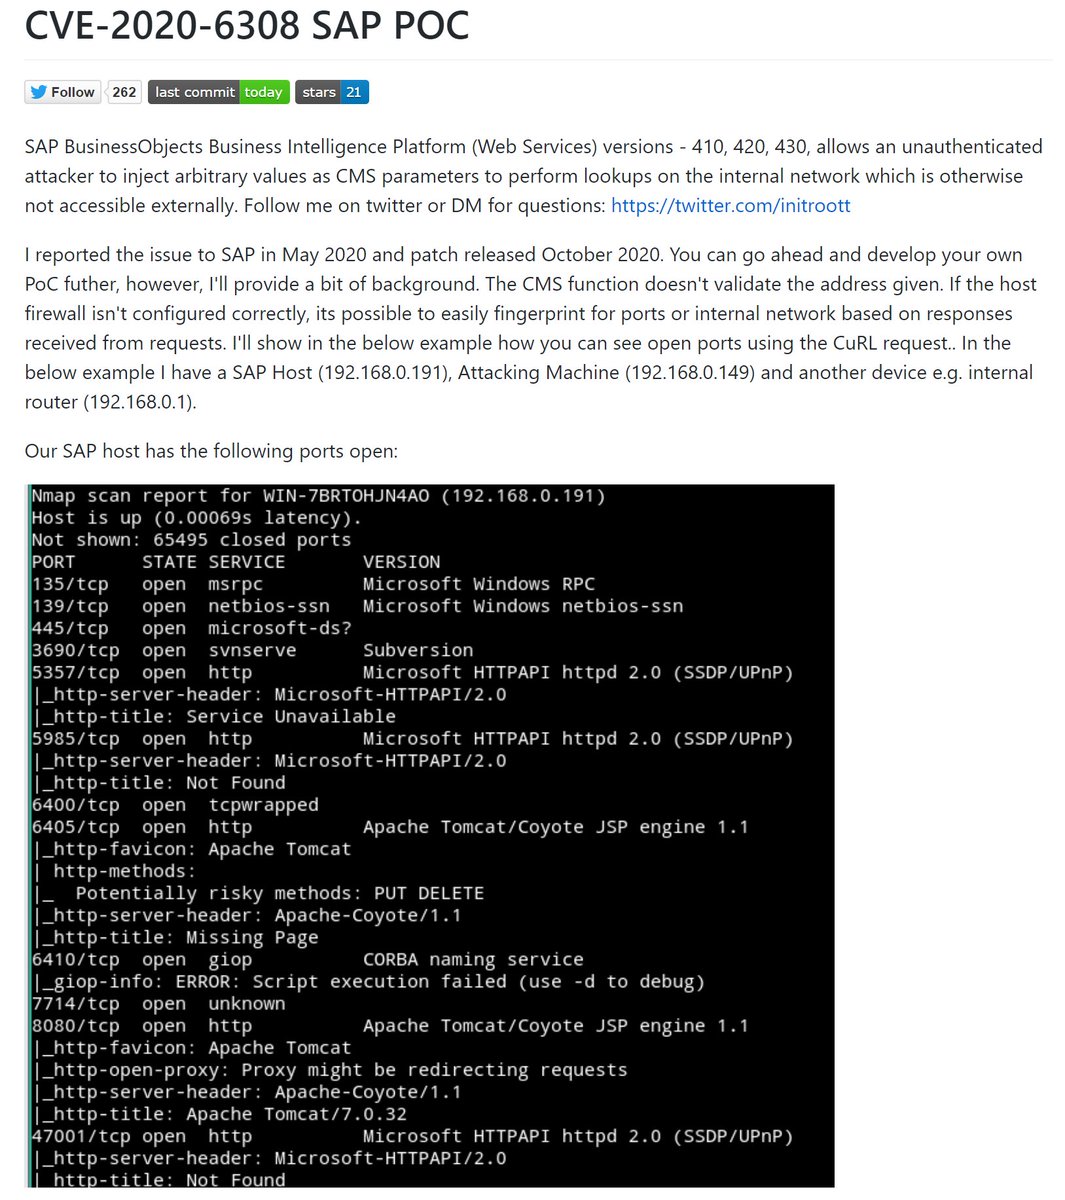 CVE-2020-6308 SAP POC
Follow 262 last commit today stars 21
SAP BusinessObjects Business Intelligence Platform (Web Services) versions - 410, 420, 430, allows an unauthenticated
attacker to inject arbitrary values as CMS parameters to perform lookups on the internal network which is otherwise
not accessible externally. Follow me on twitter or DM for questions: https://twitter.com/initroott
I reported the issue to SAP in May 2020 and patch released October 2020. You can go ahead and develop your own
PoC futher, however, I'll provide a bit of background. The CMS function doesn't validate the address given. If the host
firewall isn't configured correctly, its possible to easily fingerprint for ports or internal network based on responses
received from requests. I'll show in the below example how you can see open ports using the CuRL request.. In the
below example I have a SAP Host (192.168.0.191), Attacking Machine (192.168.0.149) and another device e.g. internal
router (192.168.0.1).
Our SAP host has the following ports open:
Nmap scan report for WIN-7BRTOHJN4AO (192.168.0.191)
Host is up (0.00069s latency).
Not shown: 65495 closed ports
PORT STATE SERVICE VERSION
135/tcp open msrpc Microsoft Windows RPC
139/tcp open netbios-ssn Microsoft Windows netbios-ssn
445/tcp open microsoft-ds?
3690/tcp open svnserve Subversion
5357/tcp open http Microsoft HTTPAPI httpd 2.0 (SSDP/UPnP)
|_http-server-header: Microsoft-HTTPAPI/2.0
|_http-title: Service Unavailable
5985/tcp open http Microsoft HTTPAPI httpd 2.0 (SSDP/UPnP)
|_http-server-header: Microsoft-HTTPAPI/2.0
|_http-title: Not Found
6400/tcp open tcpwrapped
6405/tcp open http Apache Tomcat/Coyote JSP engine 1.1
|_http-favicon: Apache Tomcat
| http-methods:
|_ Potentially risky methods: PUT DELETE
|_http-server-header: Apache-Coyote/1.1
|_http-title: Missing Page
6410/tcp open giop CORBA naming service
|_giop-info: ERROR: Script execution failed (use -d to debug)
7714/tcp open unknown
8080/tcp open http Apache Tomcat/Coyote JSP engine 1.1
|_http-favicon: Apache Tomcat
|_http-open-proxy: Proxy might be redirecting requests
|_http-server-header: Apache-Coyote/1.1
|_http-title: Apache Tomcat/7.0.32
47001/tcp open http Microsoft HTTPAPI httpd 2.0 (SSDP/UPnP)
|_http-server-header: Microsoft-HTTPAPI/2.0
|_http-title: Not Found